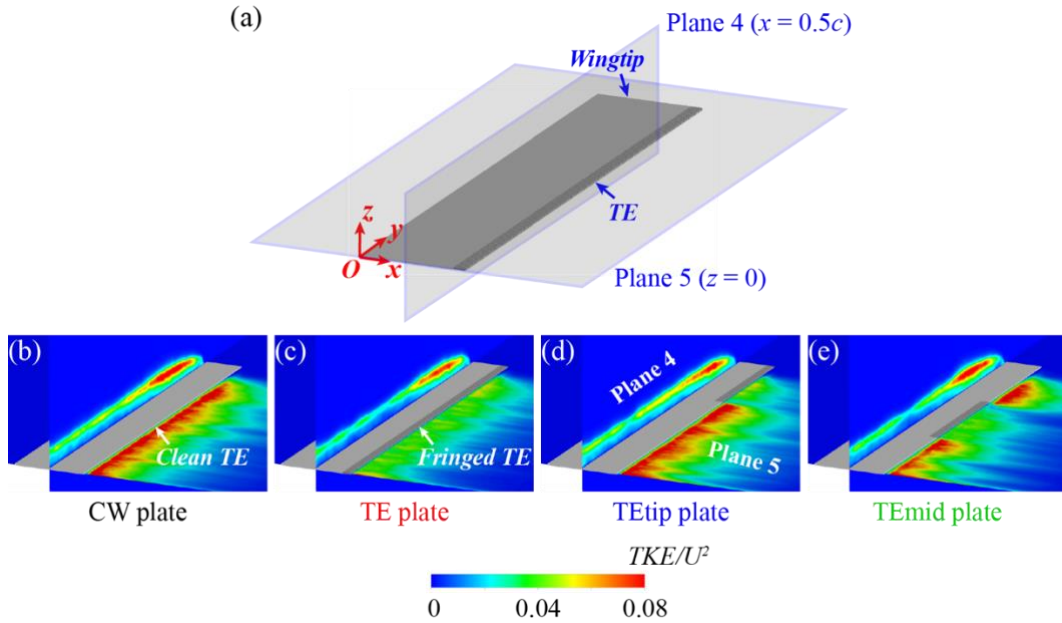 (a)
Plane 4 (x = 0.5c)
Wingtip
TE
z
y
O
x
Plane 5 (z = 0)
(b)
(c)
(d)
(e)
Plane 4
Clean TE
Fringed TE
Plane 5
CW plate
TE plate
TEtip plate
TEmid plate
TKE/U²
0
0.04
0.08